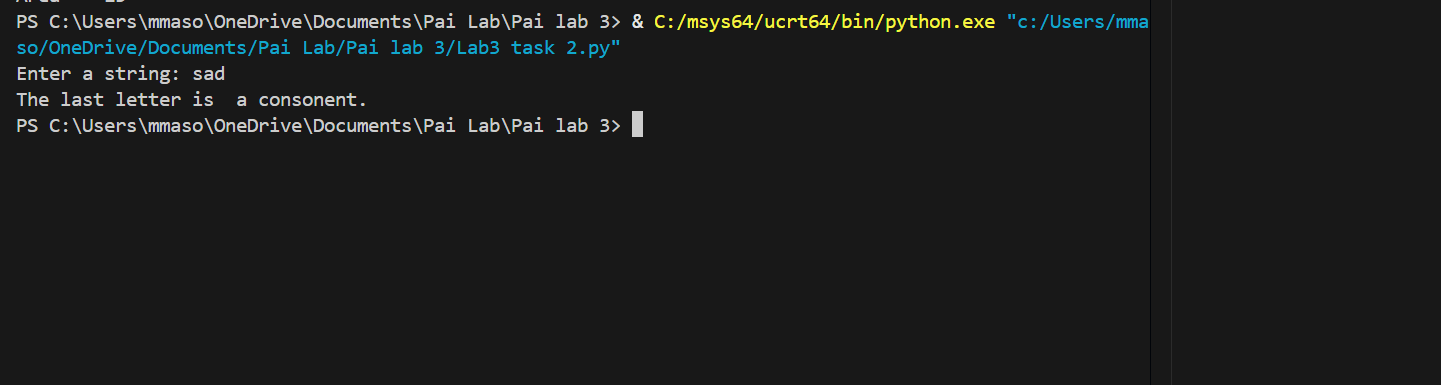 PS C:\Users\mmaso\OneDrive\Documents\Pai Lab\Pai lab 3> & C:/msys64/ucrt64/bin/python.exe "c:/Users/mma
so/OneDrive/Documents/Pai Lab/Pai lab 3/Lab3 task 2.py"
Enter a string: sad
The last letter is  a consonent.
PS C:\Users\mmaso\OneDrive\Documents\Pai Lab\Pai lab 3>